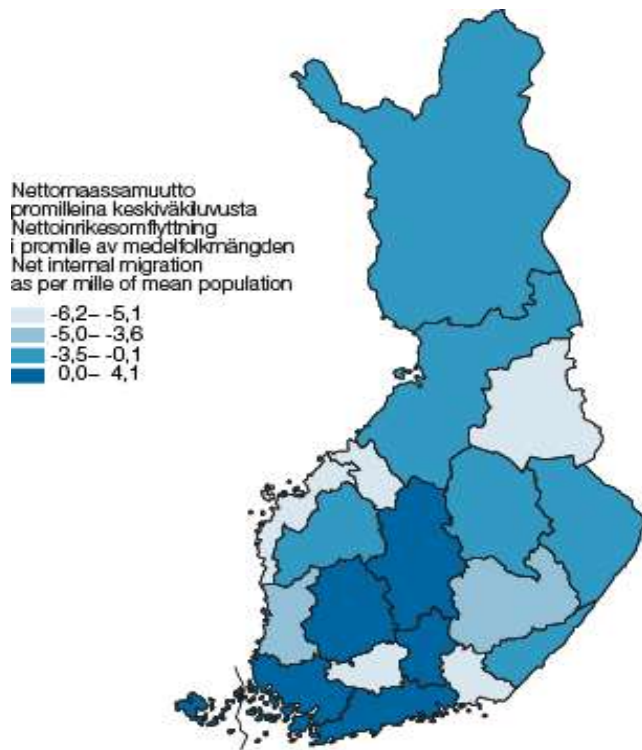 Nettomaassamuutto
promilleina keskiväkiluvusta
Nettoinrikesomflyttning
i promille av medelfolkmängden
Net internal migration
as per mille of mean population
-6,2– -5,1
-5,0– -3,6
-3,5– -0,1
0,0– 4,1